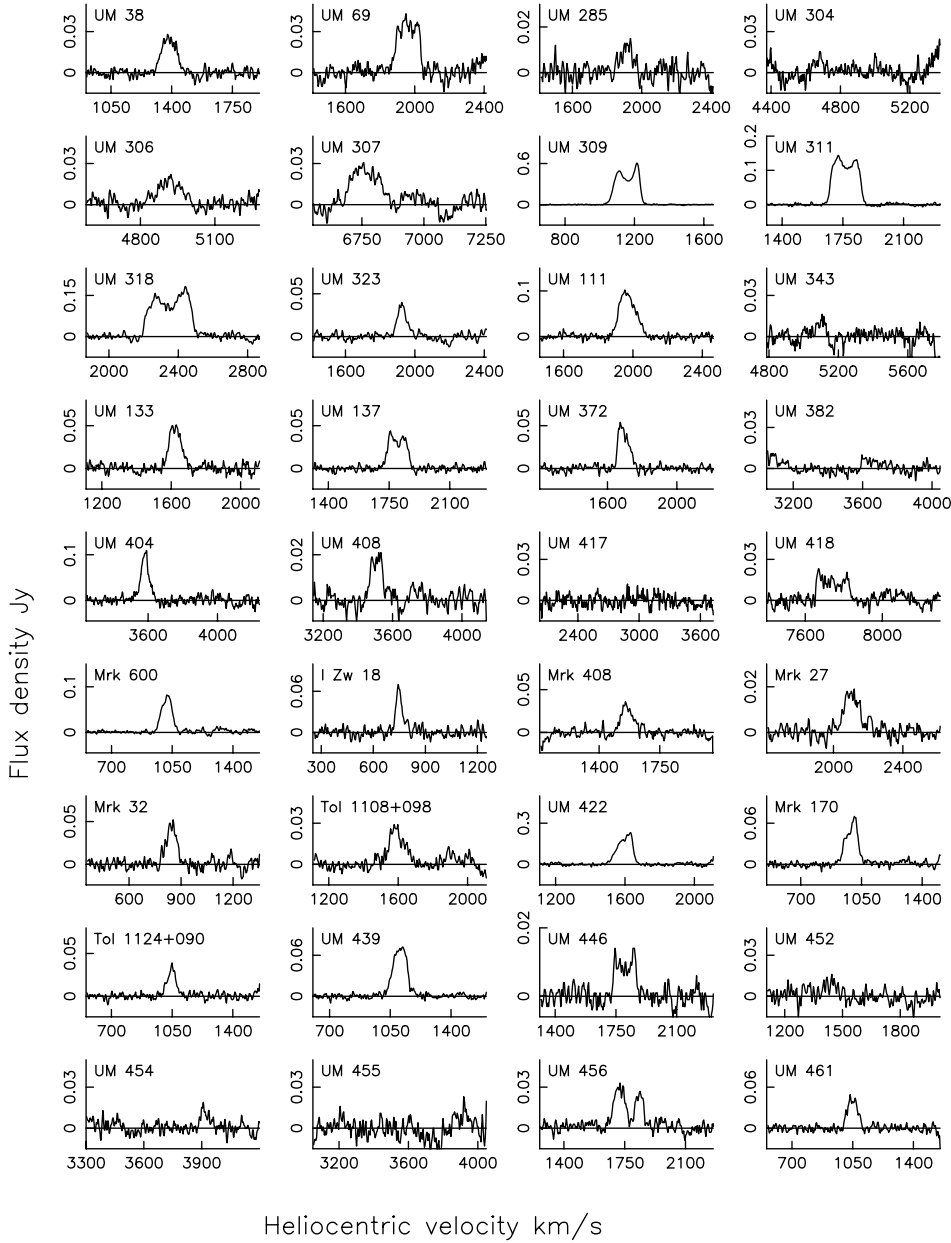 UM 38 UM 69 UM 285 UM 304
0.03 0 0.03 0 0.02 0 0.03 0
1050 1400 1750 1600 2000 2400 1600 2000 2400 4400 4800 5200
UM 306 UM 307 UM 309 UM 311
0.03 0 0.03 0 0.6 0 0.2 0.1 0
4800 5100 6750 7000 7250 800 1200 1600 1400 1750 2100
UM 318 UM 323 UM 111 UM 343
0.15 0 0.05 0 0.1 0 0.03 0
2000 2400 2800 1600 2000 2400 1600 2000 2400 4800 5200 5600
UM 133 UM 137 UM 372 UM 382
0.05 0 0.05 0 0.05 0 0.03 0
1200 1600 2000 1400 1750 2100 1600 2000 3200 3600 4000
UM 404 UM 408 UM 417 UM 418
0.1 0 0.02 0 0.03 0 0.03 0
3600 4000 3200 3600 4000 2400 3000 3600 7600 8000
Mrk 600 I Zw 18 Mrk 408 Mrk 27
0.1 0 0.06 0 0.05 0 0.02 0
700 1050 1400 300 600 900 1200 1400 1750 2000 2400
Mrk 32 Tol 1108+098 UM 422 Mrk 170
0.05 0 0.03 0 0.3 0 0.06 0
600 900 1200 1200 1600 2000 1200 1600 2000 700 1050 1400
Tol 1124+090 UM 439 UM 446 UM 452
0.05 0 0.06 0 0.02 0 0.03 0
700 1050 1400 700 1050 1400 1400 1750 2100 1200 1500 1800
UM 454 UM 455 UM 456 UM 461
0.03 0 0.03 0 0.03 0 0.06 0
3300 3600 3900 3200 3600 4000 1400 1750 2100 700 1050 1400
Flux density Jy
Heliocentric velocity km/s